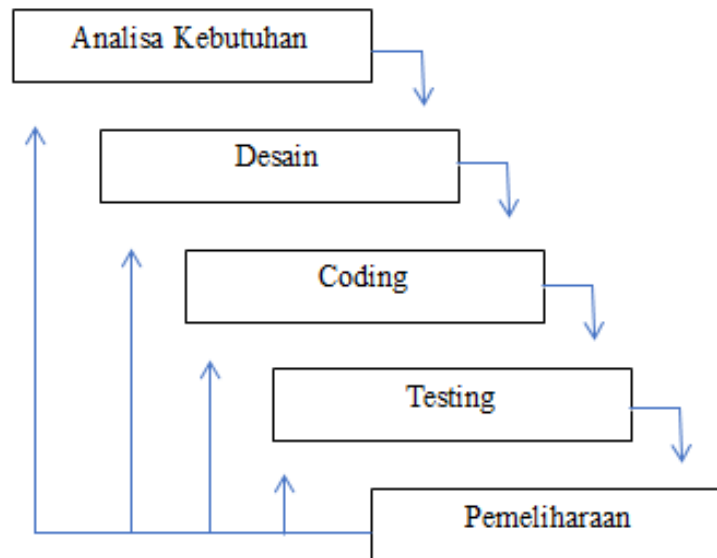 Analisa Kebutuhan
Desain
Coding
Testing
Pemeliharaan